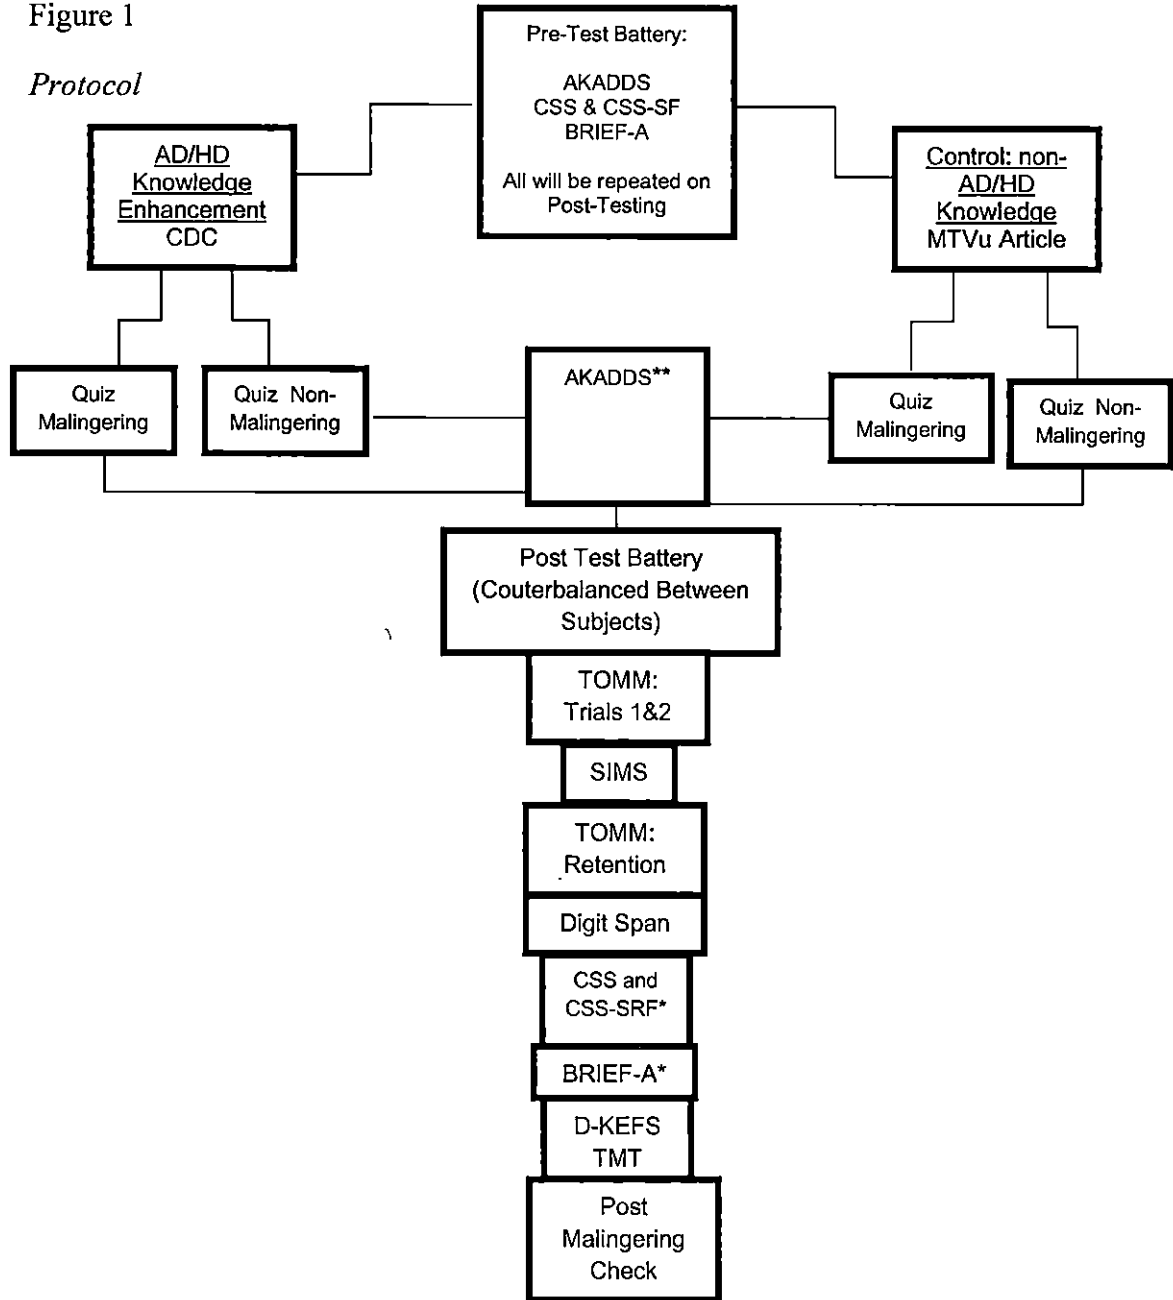 Figure 1
Protocol
Pre-Test Battery:
AKADDS
CSS & CSS-SF
BRIEF-A
All will be repeated on
Post-Testing
AD/HD
Knowledge
Enhancement
CDC
Control: non-
AD/HD
Knowledge
MTVu Article
Quiz
Malingering
Quiz Non-
Malingering
AKADDS**
Quiz
Malingering
Quiz Non-
Malingering
Post Test Battery
(Couterbalanced Between
Subjects)
TOMM:
Trials 1&2
SIMS
TOMM:
Retention
Digit Span
CSS and
CSS-SRF*
BRIEF-A*
D-KEFS
TMT
Post
Malingering
Check